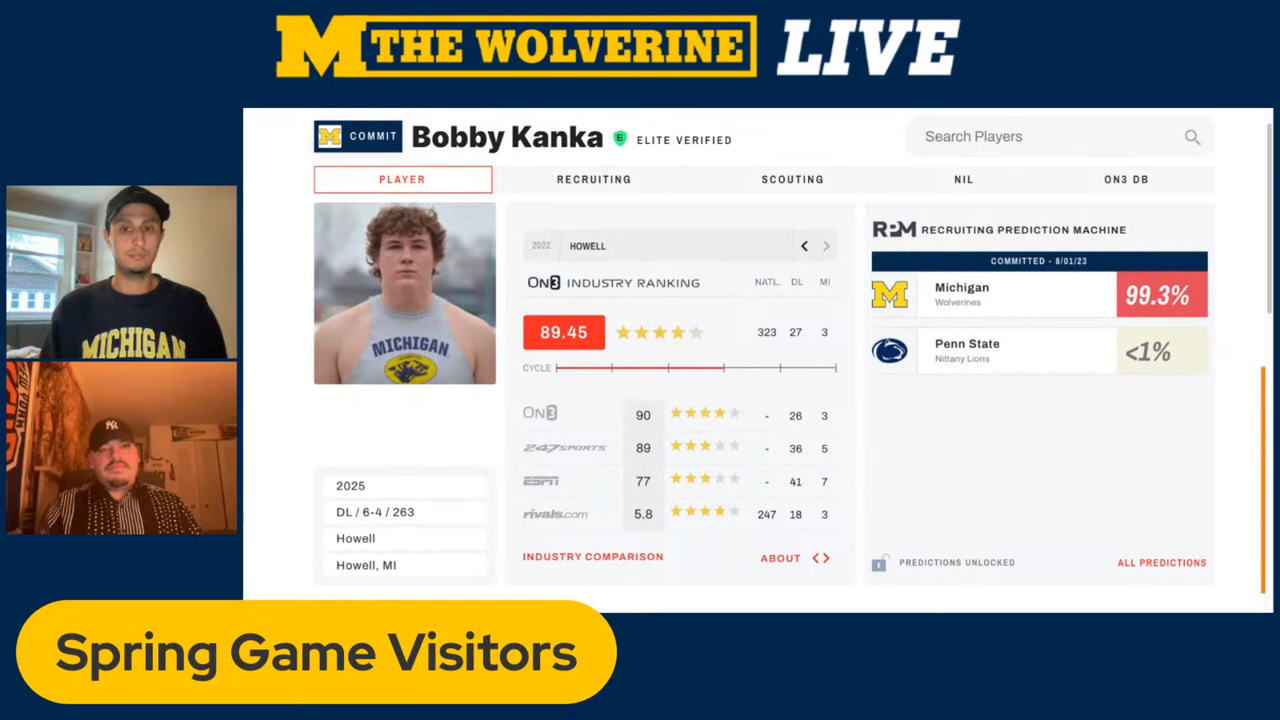 M THE WOLVERINE LIVE
M COMMIT Bobby Kanka E ELITE VERIFIED
Search Players
PLAYER RECRUITING SCOUTING NIL ON3 DB
2022 HOWELL
ON3 INDUSTRY RANKING NATL. DL MI
89.45 323 27 3
CYCLE
ON3 90 - 26 3
247SPORTS 89 - 36 5
ESPN 77 - 41 7
rivals.com 5.8 247 18 3
INDUSTRY COMPARISON ABOUT
RPM RECRUITING PREDICTION MACHINE
COMMITTED - 8/01/23
M Michigan 99.3%
Wolverines
Penn State <1%
Nittany Lions
PREDICTIONS UNLOCKED ALL PREDICTIONS
MICHIGAN
2025
DL / 6-4 / 263
Howell
Howell, MI
MICHIGAN
NY
Spring Game Visitors